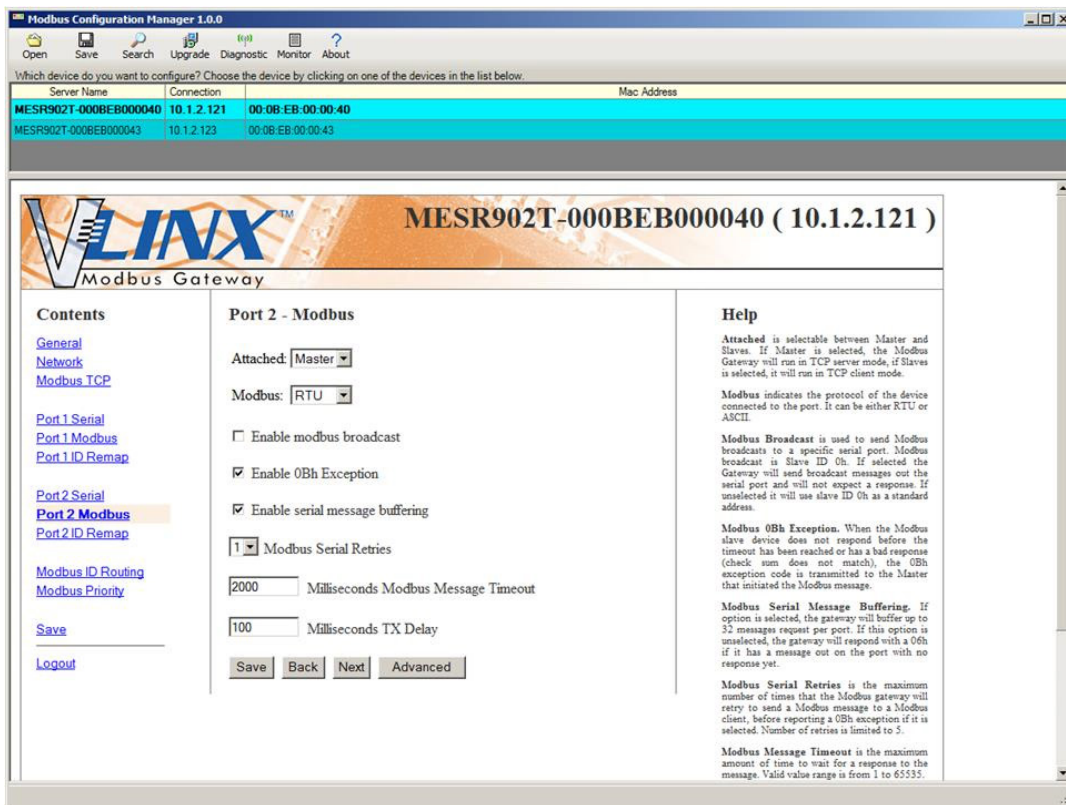 Modbus Configuration Manager 1.0.0
Open Save Search Upgrade Diagnostic Monitor About
Which device do you want to configure? Choose the device by clicking on one of the devices in the list below.
Server Name Connection Mac Address
MESR902T-000BEB000040 10.1.2.121 00:0B:EB:00:00:40
MESR902T-000BEB000043 10.1.2.123 00:0B:EB:00:00:43
VLINX™
Modbus Gateway
MESR902T-000BEB000040 ( 10.1.2.121 )
Contents
General
Network
Modbus TCP
Port 1 Serial
Port 1 Modbus
Port 1 ID Remap
Port 2 Serial
Port 2 Modbus
Port 2 ID Remap
Modbus ID Routing
Modbus Priority
Save
Logout
Port 2 - Modbus
Attached: Master
Modbus: RTU
Enable modbus broadcast
Enable 0Bh Exception
Enable serial message buffering
1 Modbus Serial Retries
2000 Milliseconds Modbus Message Timeout
100 Milliseconds TX Delay
Save Back Next Advanced
Help
Attached is selectable between Master and
Slaves. If Master is selected, the Modbus
Gateway will run in TCP server mode, if Slaves
is selected, it will run in TCP client mode.
Modbus indicates the protocol of the device
connected to the port. It can be either RTU or
ASCII.
Modbus Broadcast is used to send Modbus
broadcasts to a specific serial port. Modbus
broadcast is Slave ID 0h. If selected the
Gateway will send broadcast messages out the
serial port and will not expect a response. If
unselected it will use slave ID 0h as a standard
address.
Modbus 0Bh Exception. When the Modbus
slave device does not respond before the
timeout has been reached or has a bad response
(check sum does not match), the 0Bh
exception code is transmitted to the Master
that initiated the Modbus message.
Modbus Serial Message Buffering. If
option is selected, the gateway will buffer up to
32 messages request per port. If this option is
unselected, the gateway will respond with a 06h
if it has a message out on the port with no
response yet.
Modbus Serial Retries is the maximum
number of times that the Modbus gateway will
retry to send a Modbus message to a Modbus
client, before reporting a 0Bh exception if it is
selected. Number of retries is limited to 5.
Modbus Message Timeout is the maximum
amount of time to wait for a response to the
message. Valid value range is from 1 to 65535.